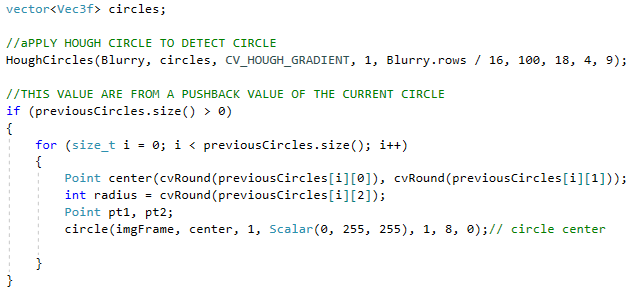 vector<Vec3f> circles;
//aPPLY HOUGH CIRCLE TO DETECT CIRCLE
HoughCircles(Blurry, circles, CV_HOUGH_GRADIENT, 1, Blurry.rows / 16, 100, 18, 4, 9);
//THIS VALUE ARE FROM A PUSHBACK VALUE OF THE CURRENT CIRCLE
if (previousCircles.size() > 0)
{
for (size_t i = 0; i < previousCircles.size(); i++)
{
Point center(cvRound(previousCircles[i][0]), cvRound(previousCircles[i][1]));
int radius = cvRound(previousCircles[i][2]);
Point pt1, pt2;
circle(imgFrame, center, 1, Scalar(0, 255, 255), 1, 8, 0);// circle center
}
}